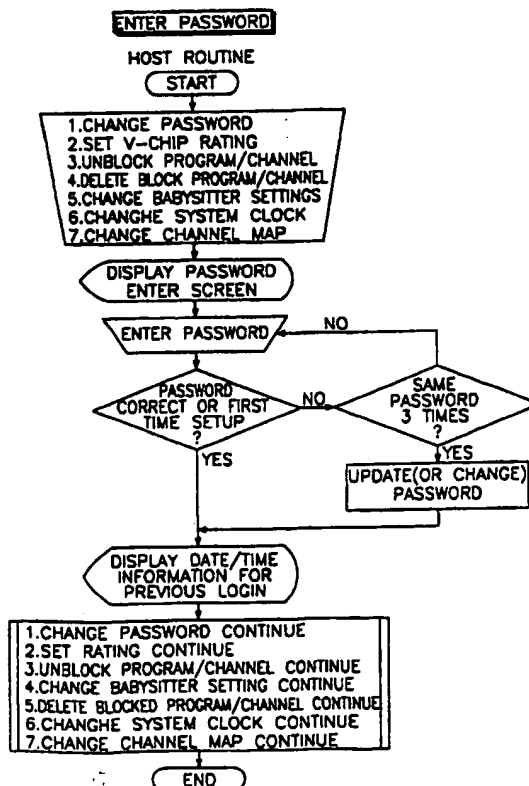 ENTER PASSWORD
HOST ROUTINE
START
1.CHANGE PASSWORD
2.SET V-CHIP RATING
3.UNBLOCK PROGRAM/CHANNEL
4.DELETE BLOCK PROGRAM/CHANNEL
5.CHANGE BABYSITTER SETTINGS
6.CHANGHE SYSTEM CLOCK
7.CHANGE CHANNEL MAP
DISPLAY PASSWORD
ENTER SCREEN
ENTER PASSWORD
NO
PASSWORD
CORRECT OR FIRST
TIME SETUP
?
NO
SAME
PASSWORD
3 TIMES
?
YES
YES
UPDATE(OR CHANGE)
PASSWORD
DISPLAY DATE/TIME
INFORMATION FOR
PREVIOUS LOGIN
1.CHANGE PASSWORD CONTINUE
2.SET RATING CONTINUE
3.UNBLOCK PROGRAM/CHANNEL CONTINUE
4.CHANGE BABYSITTER SETTING CONTINUE
5.DELETE BLOCKED PROGRAM/CHANNEL CONTINUE
6.CHANGHE SYSTEM CLOCK CONTINUE
7.CHANGE CHANNEL MAP CONTINUE
END